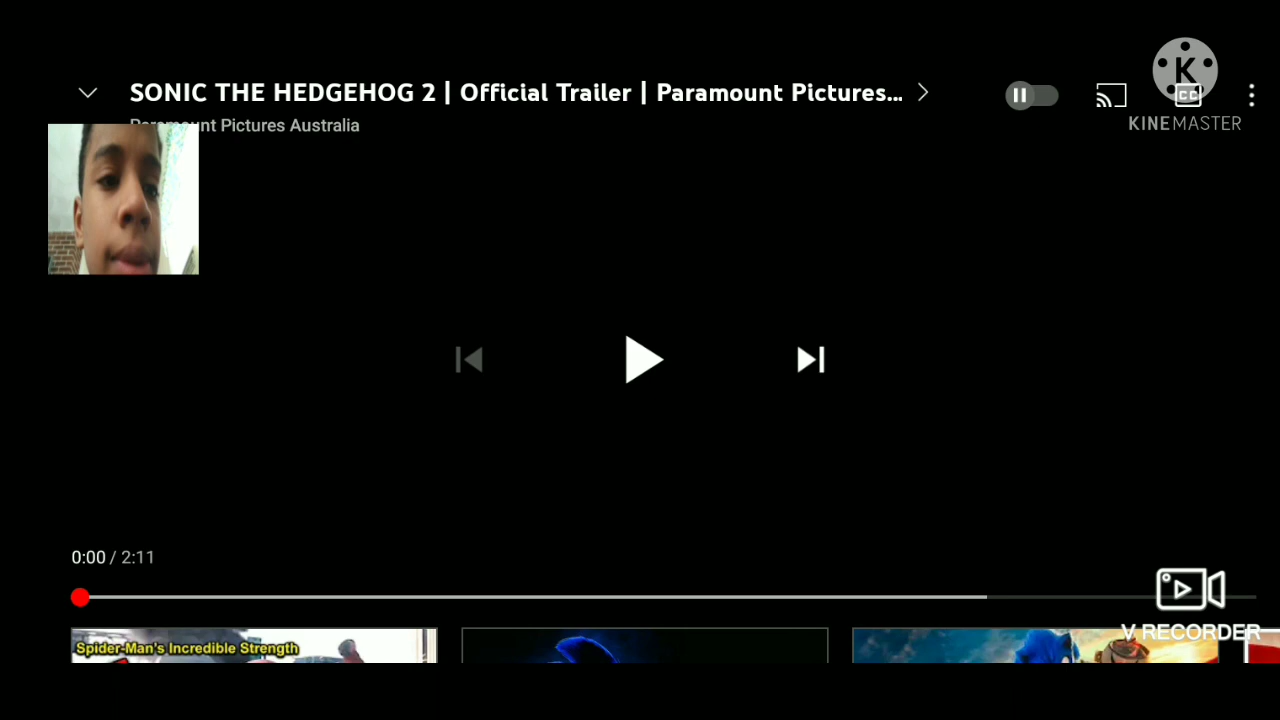 SONIC THE HEDGEHOG 2 | Official Trailer | Paramount Pictures...
Paramount Pictures Australia
K
CC
KINEMASTER
0:00 / 2:11
V RECORDER
Spider-Man's Incredible Strength